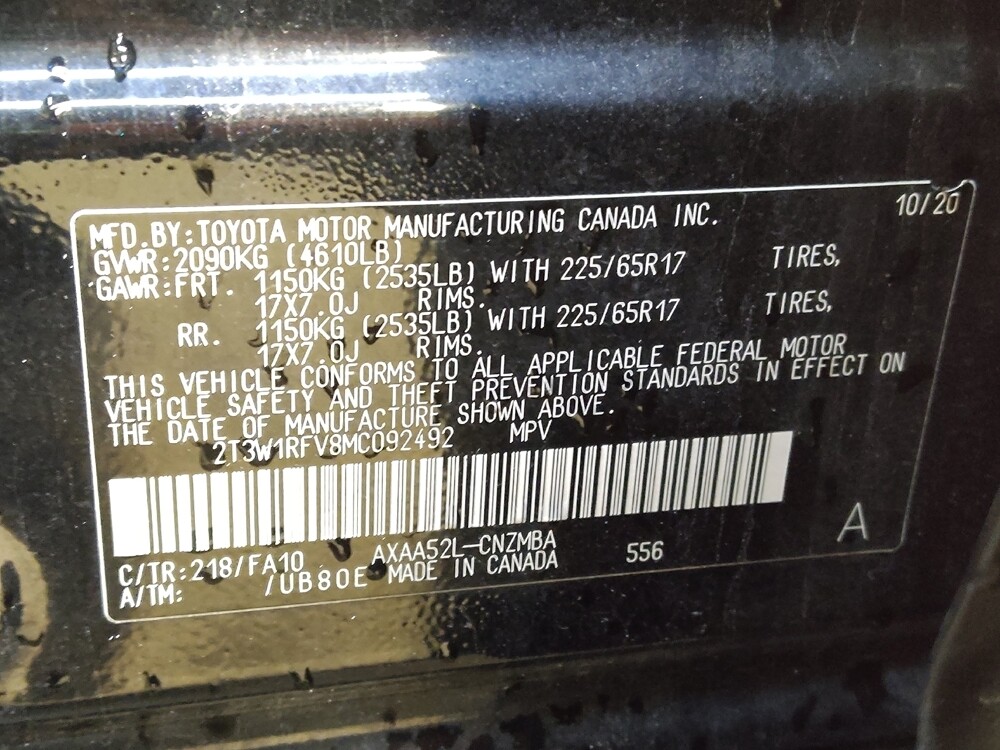 10/20
MFD.BY:TOYOTA MOTOR MANUFACTURING CANADA INC.
GVWR:2090KG (4610LB)
GAWR:FRT. 1150KG (2535LB) WITH 225/65R17 TIRES,
17X7.0J RIMS.
RR. 1150KG (2535LB) WITH 225/65R17 TIRES,
17X7.0J RIMS.
THIS VEHICLE CONFORMS TO ALL APPLICABLE FEDERAL MOTOR
VEHICLE SAFETY AND THEFT PREVENTION STANDARDS IN EFFECT ON
THE DATE OF MANUFACTURE SHOWN ABOVE.
2T3W1RFV8MC092492 MPV
A
C/TR:218/FA10 AXAA52L-CNZMBA 556
A/TM: /UB80E MADE IN CANADA